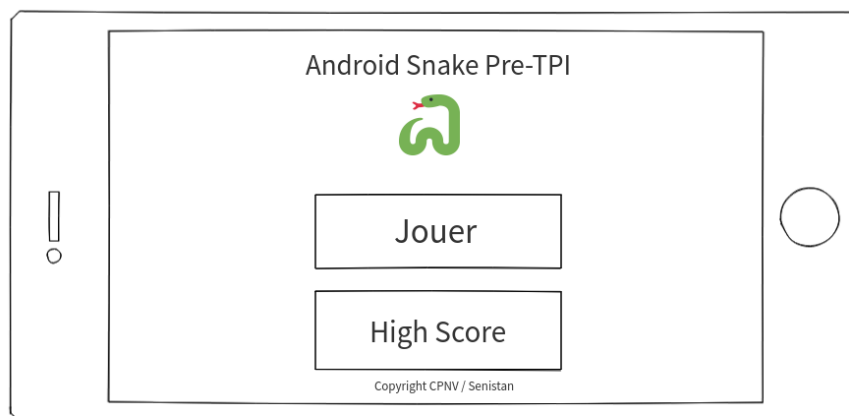 Android Snake Pre-TPI
Jouer
High Score
Copyright CPNV / Senistan